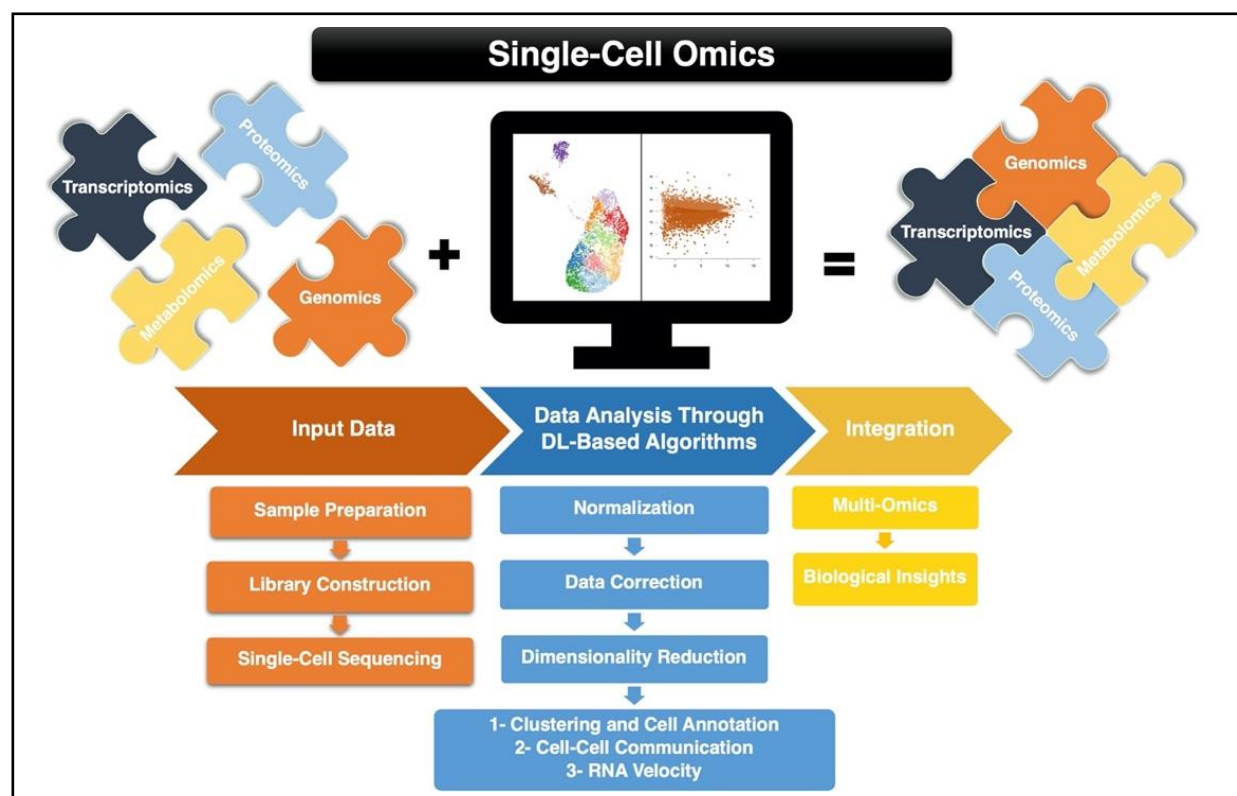 Single-Cell Omics
Transcriptomics
Proteomics
Metabolomics
Genomics
+
=
Genomics
Transcriptomics
Metabolomics
Proteomics
Input Data
Data Analysis Through
DL-Based Algorithms
Integration
Sample Preparation
Library Construction
Single-Cell Sequencing
Normalization
Data Correction
Dimensionality Reduction
1- Clustering and Cell Annotation
2- Cell-Cell Communication
3- RNA Velocity
Multi-Omics
Biological Insights